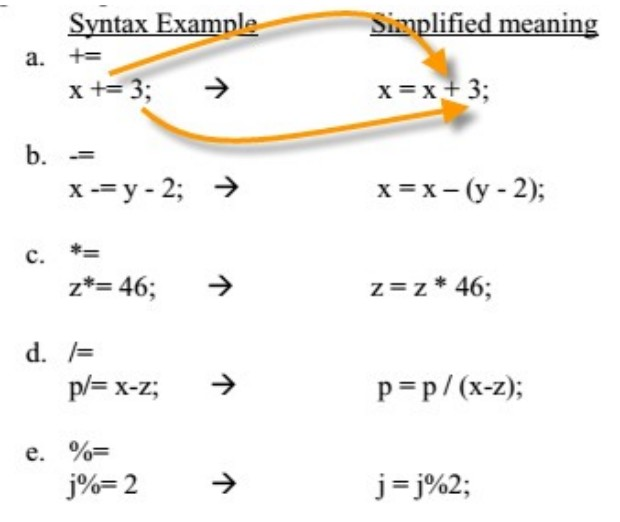 Syntax Example Simplified meaning
a. +=
x += 3; → x = x + 3;
b. -=
x -= y - 2; → x = x – (y - 2);
c. *=
z*= 46; → z = z * 46;
d. /=
p/= x-z; → p = p / (x-z);
e. %=
j%= 2 → j = j%2;